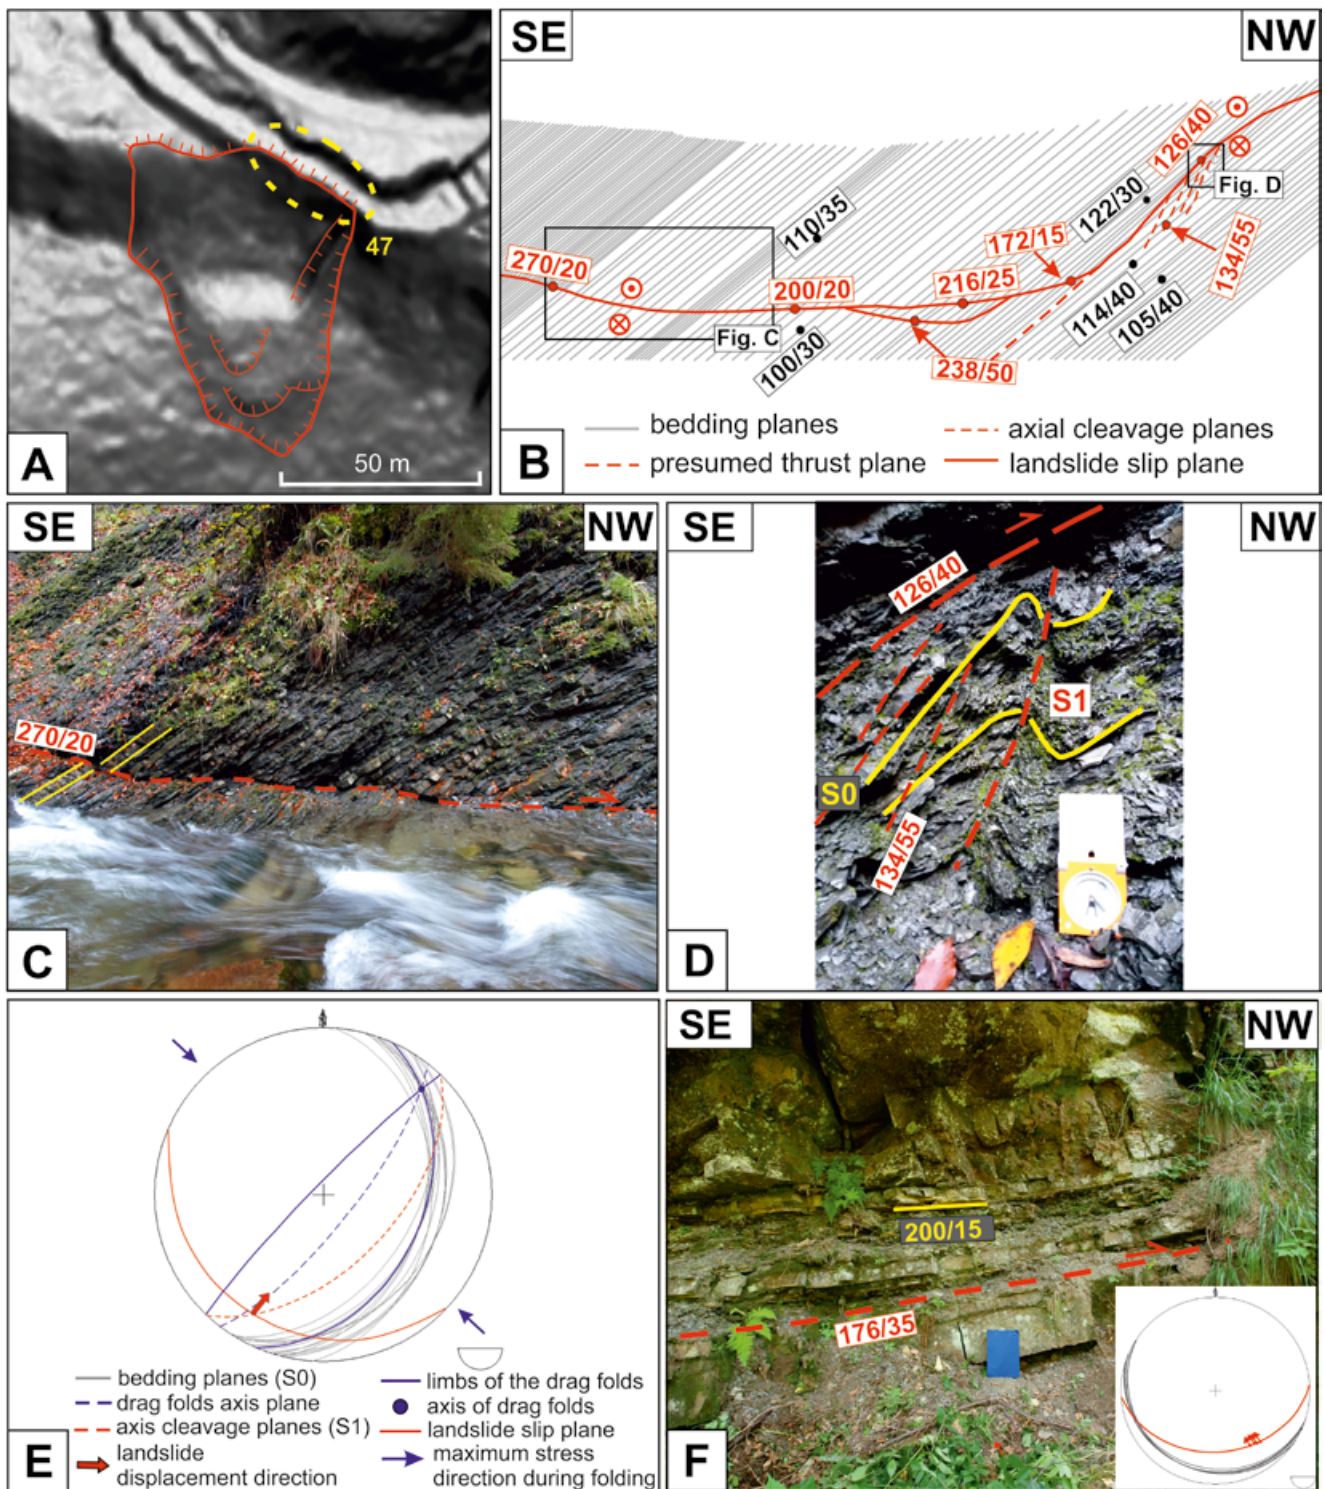 47
50 m
A
SE
NW
126/40
Fig. D
122/30
110/35
270/20
172/15
134/55
200/20
216/25
114/40
105/40
Fig. C
100/30
238/50
bedding planes
axial cleavage planes
presumed thrust plane
landslide slip plane
B
SE
NW
270/20
C
SE
NW
126/40
S1
S0
134/55
D
bedding planes (S0)
limbs of the drag folds
drag folds axis plane
axis of drag folds
axis cleavage planes (S1)
landslide slip plane
landslide
maximum stress
displacement direction
direction during folding
E
SE
NW
200/15
176/35
F